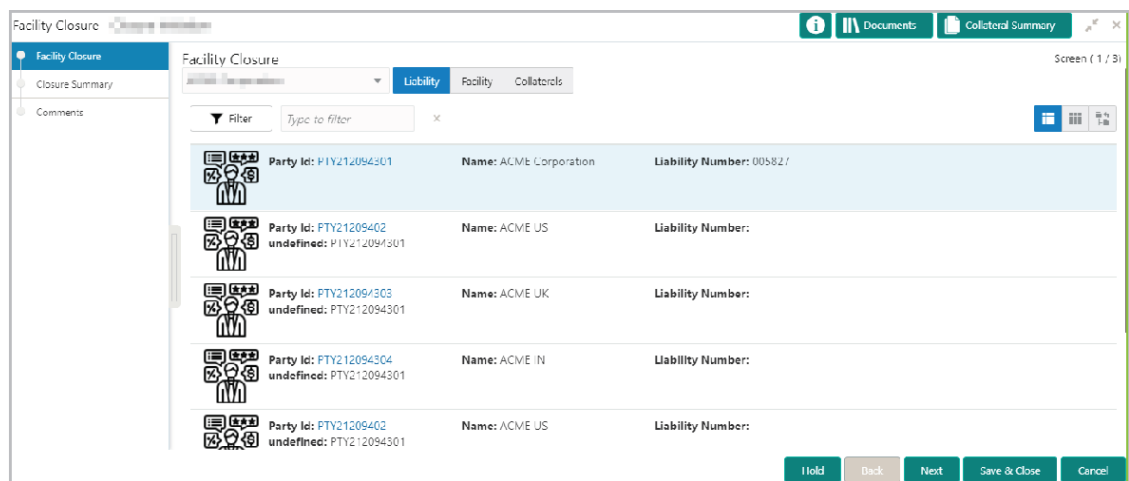 Facility Closure
Documents
Collateral Summary
Facility Closure
Closure Summary
Comments
Facility Closure
Screen ( 1 / 3)
Liability
Facility
Collaterals
Filter
Type to filter
Party Id: PTY212094301 Name: ACME Corporation Liability Number: 005827
Party Id: PTY21209402 Name: ACME US Liability Number:
undefined: PTY212094301
Party Id: PTY212094303 Name: ACME UK Liability Number:
undefined: PTY212094301
Party Id: PTY212094304 Name: ACME IN Liability Number:
undefined: PTY212094301
Party Id: PTY21209402 Name: ACME US Liability Number:
undefined: PTY212094301
Hold
Back
Next
Save & Close
Cancel